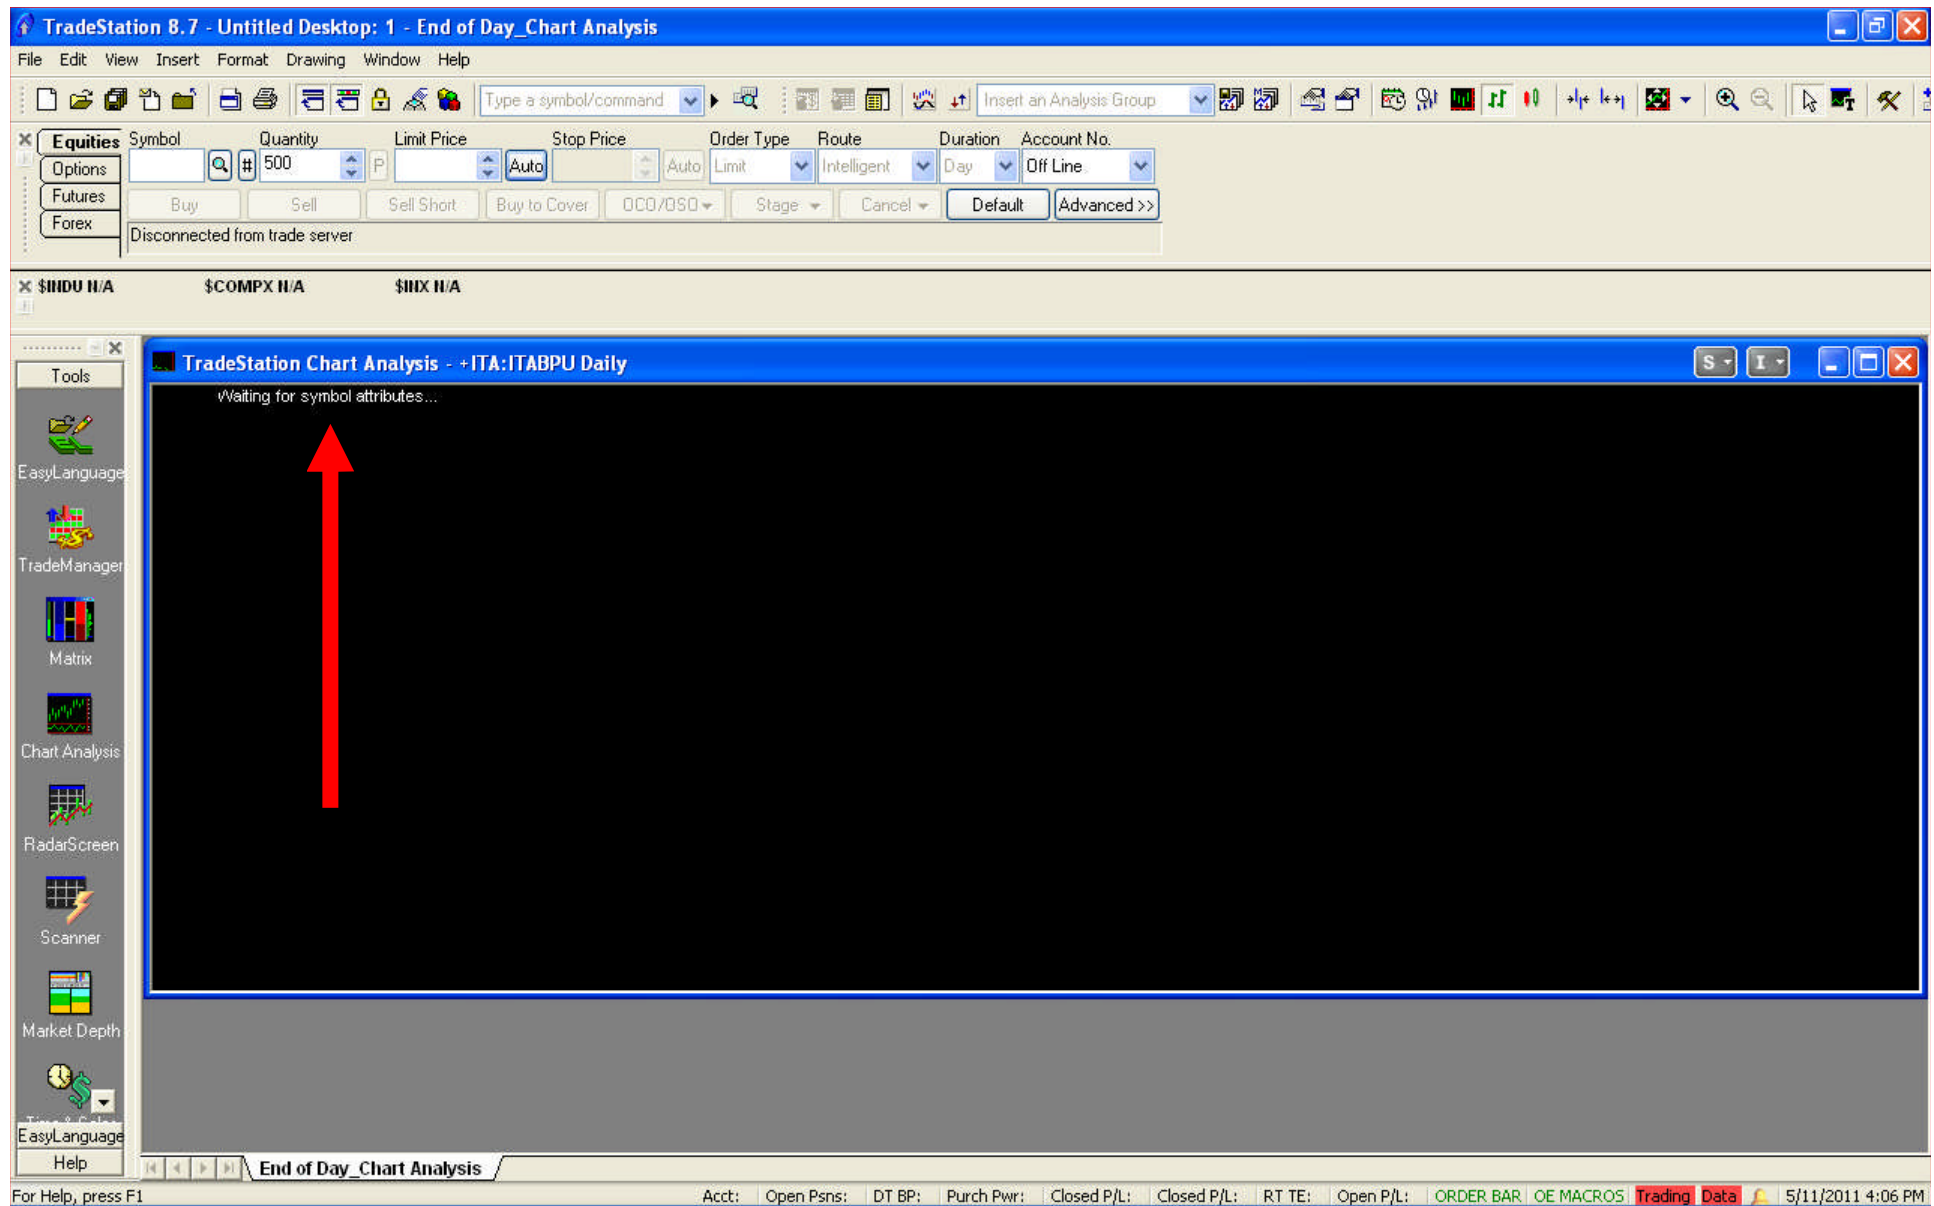 TradeStation 8.7 - Untitled Desktop: 1 - End of Day_Chart Analysis
File Edit View Insert Format Drawing Window Help
Type a symbol/command Insert an Analysis Group
Equities Symbol Quantity Limit Price Stop Price Order Type Route Duration Account No.
Options # 500 P Auto Auto Limit Intelligent Day Off Line
Futures Buy Sell Sell Short Buy to Cover OCO/OSO Stage Cancel Default Advanced >>
Forex
Disconnected from trade server
$INDU N/A $COMPX N/A $INX N/A
Tools
TradeStation Chart Analysis - +ITA:ITABPU Daily S I
Waiting for symbol attributes...
EasyLanguage
TradeManager
Matrix
Chart Analysis
RadarScreen
Scanner
Market Depth
EasyLanguage
Help
End of Day_Chart Analysis
For Help, press F1 Acct: Open Psns: DT BP: Purch Pwr: Closed P/L: Closed P/L: RT TE: Open P/L: ORDER BAR OE MACROS Trading Data 5/11/2011 4:06 PM